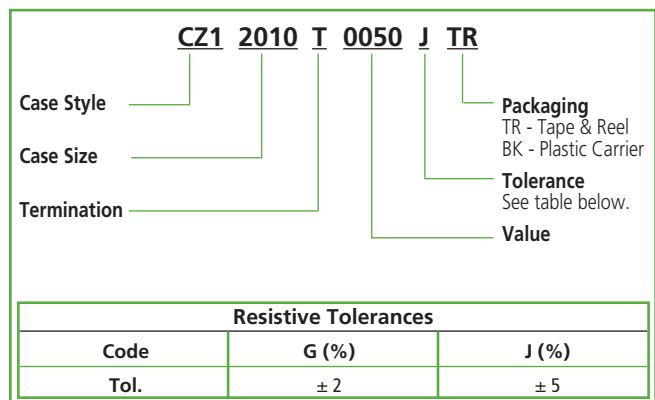 CZ1 2010 T 0050 J TR
Case Style
Case Size
Termination
Packaging
TR - Tape & Reel
BK - Plastic Carrier
Tolerance
See table below.
Value
Resistive Tolerances
Code G (%) J (%)
Tol. ± 2 ± 5